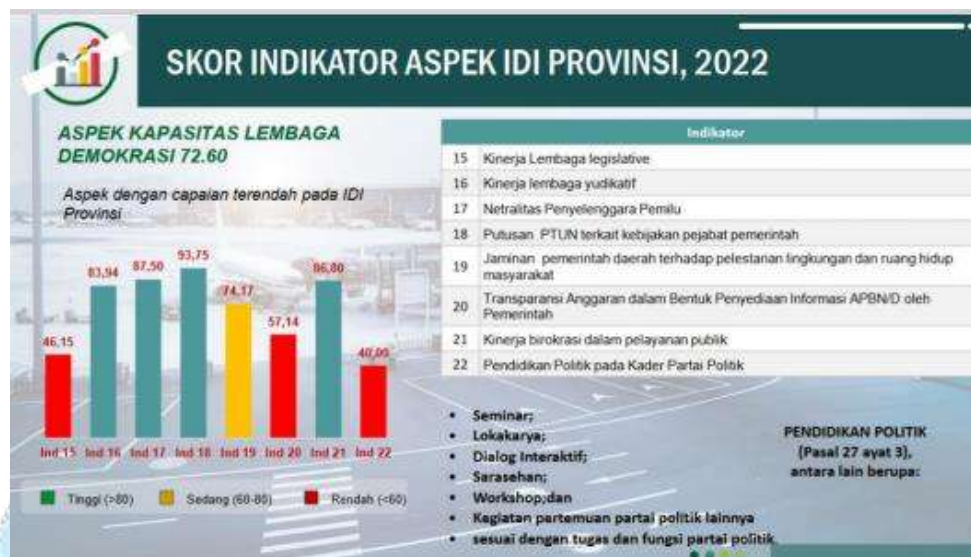 SKOR INDIKATOR ASPEK IDI PROVINSI, 2022
ASPEK KAPASITAS LEMBAGA
DEMOKRASI 72.60
Aspek dengan capaian terendah pada IDI
Provinsi
46,15
83,94
87,50
93,75
74,17
57,14
86,80
40,00
Ind 15 Ind 16 Ind 17 Ind 18 Ind 19 Ind 20 Ind 21 Ind 22
Tinggi (>80) Sedang (60-80) Rendah (<60)
Indikator
15 Kinerja Lembaga legislative
16 Kinerja lembaga yudikatif
17 Netralitas Penyelenggara Pemilu
18 Putusan PTUN terkait kebijakan pejabat pemerintah
19 Jaminan pemerintah daerah terhadap pelestarian lingkungan dan ruang hidup
masyarakat
20 Transparansi Anggaran dalam Bentuk Penyediaan Informasi APBN/D oleh
Pemerintah
21 Kinerja birokrasi dalam pelayanan publik
22 Pendidikan Politik pada Kader Partai Politik
• Seminar;
• Lokakarya;
• Dialog Interaktif;
• Sarasehan;
• Workshop;dan
• Kegiatan pertemuan partai politik lainnya
• sesuai dengan tugas dan fungsi partai politik.
PENDIDIKAN POLITIK
(Pasal 27 ayat 3),
antara lain berupa: